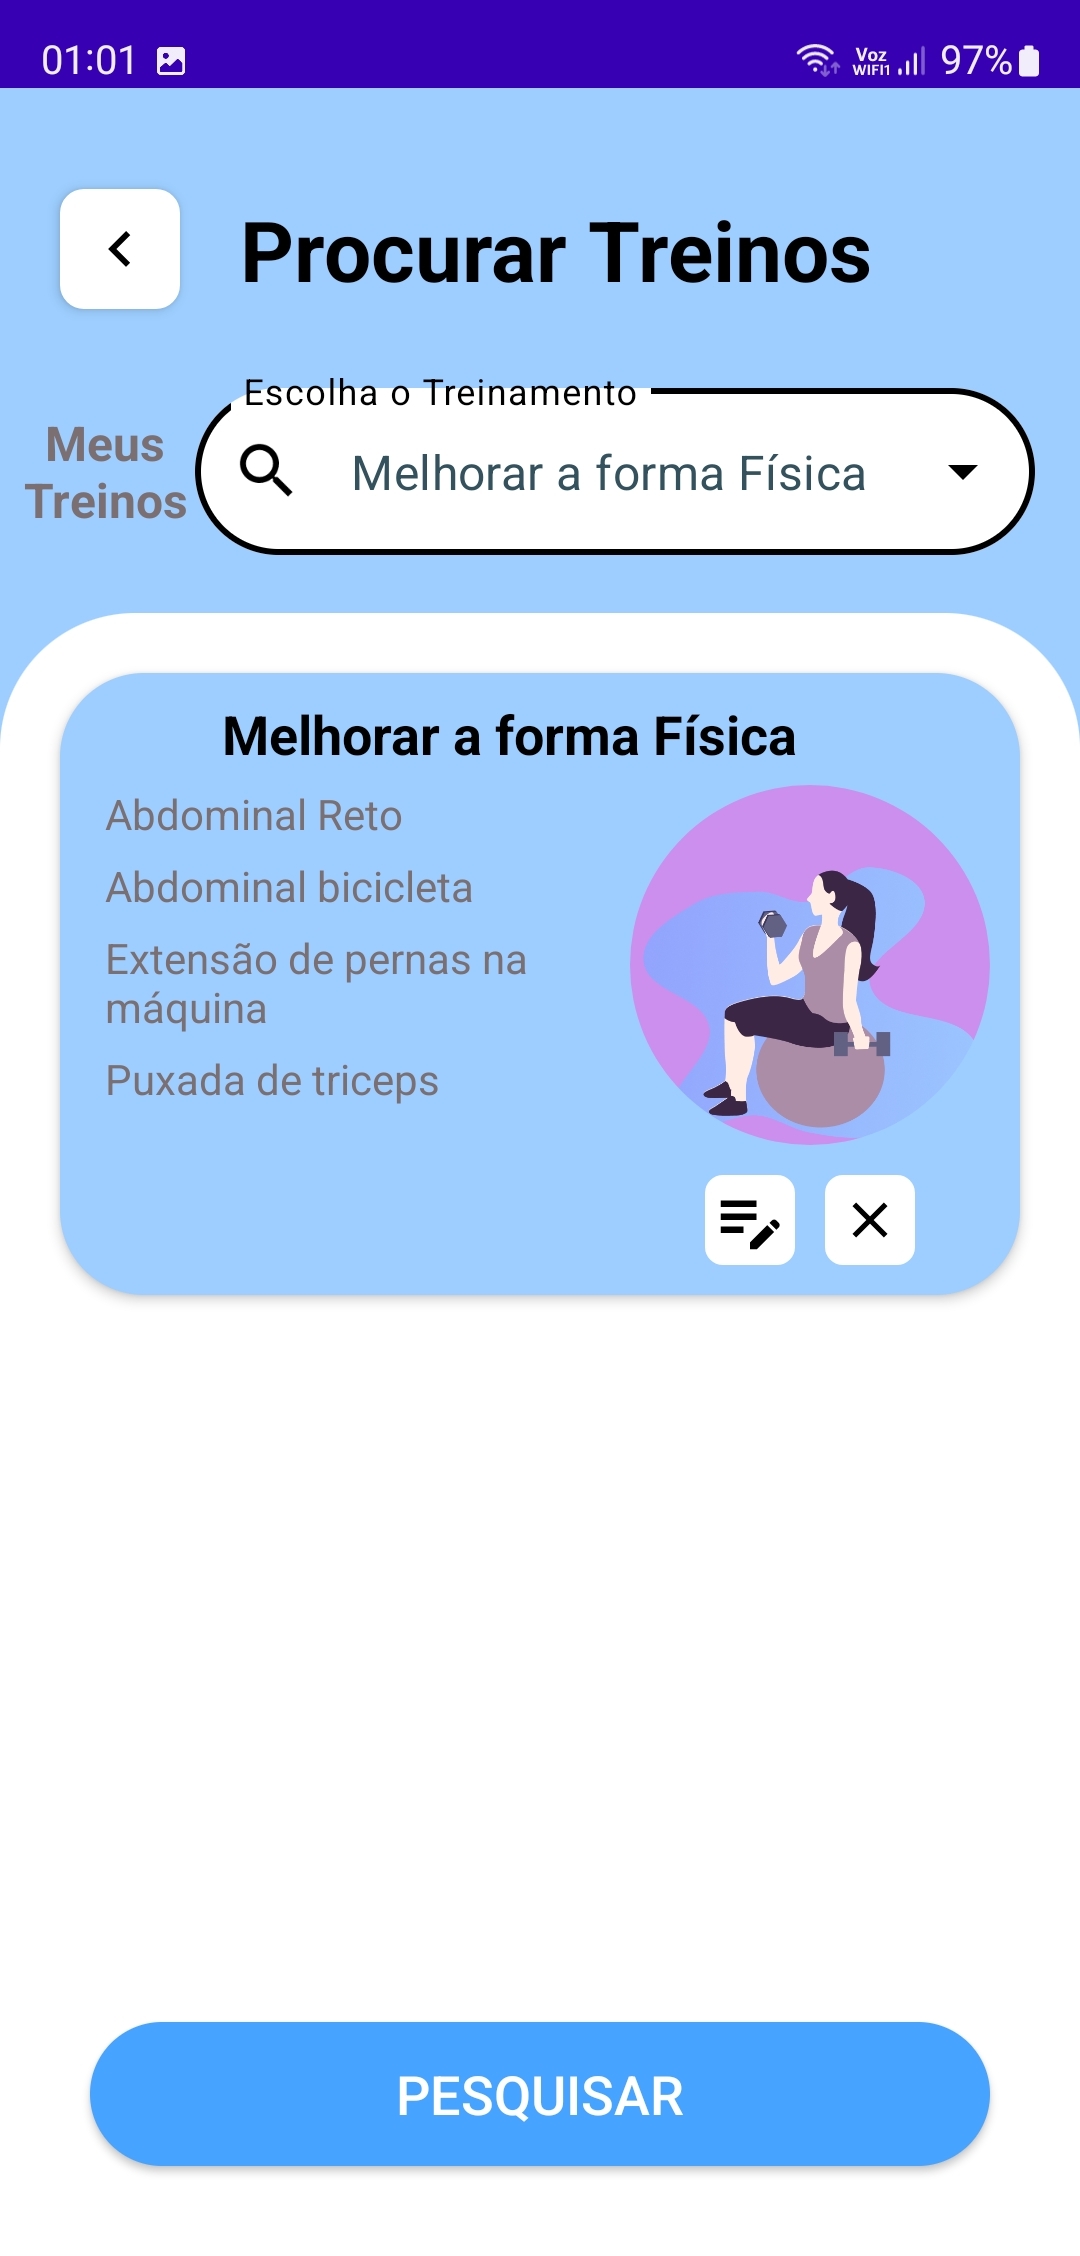 01:01
Voz
WIFI1
97%
Procurar Treinos
Escolha o Treinamento
Meus
Treinos
Melhorar a forma Física
Melhorar a forma Física
Abdominal Reto
Abdominal bicicleta
Extensão de pernas na
máquina
Puxada de triceps
PESQUISAR